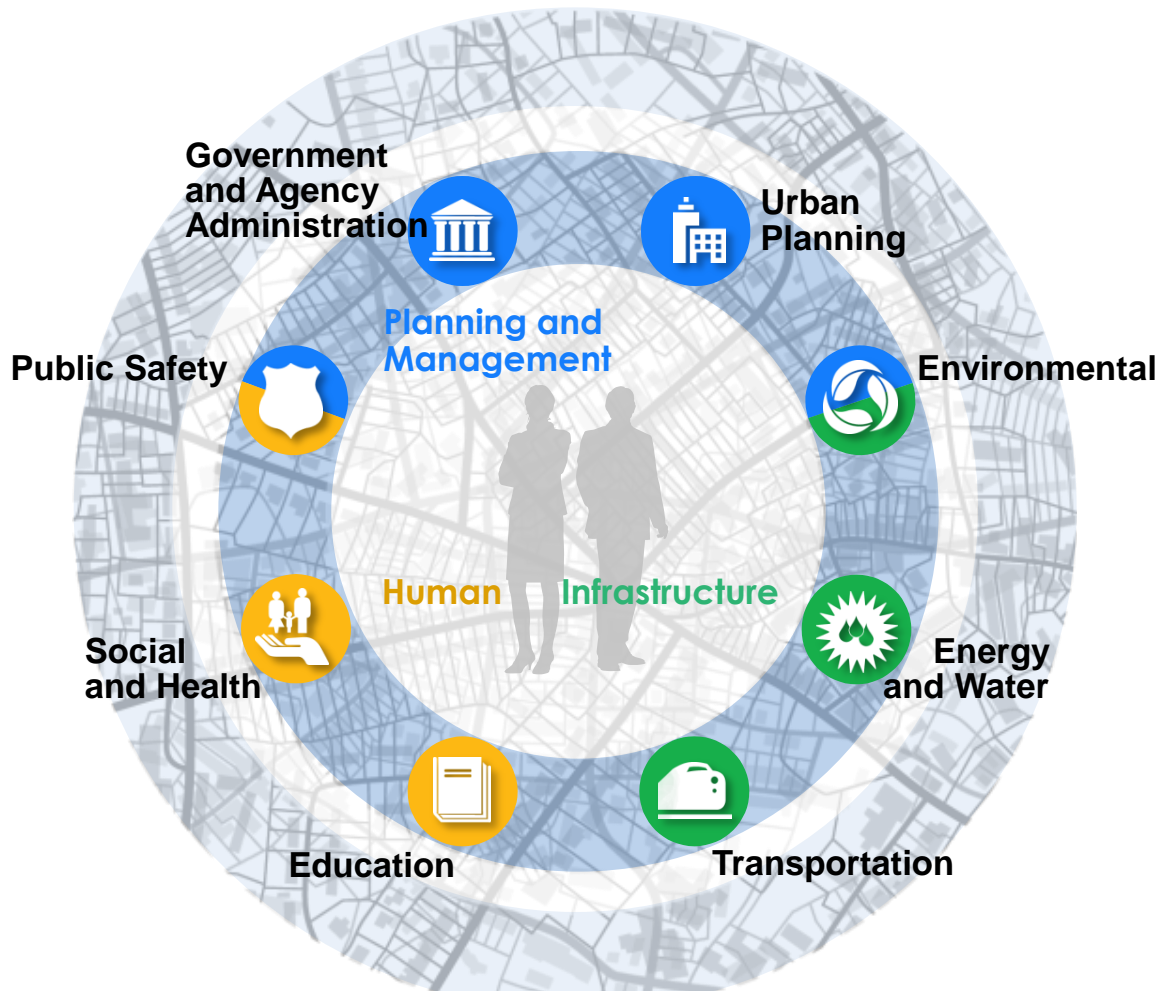 Government
and Agency
Administration
Urban
Planning
Planning and
Management
Public Safety
Environmental
Human
Infrastructure
Social
and Health
Energy
and Water
Education
Transportation